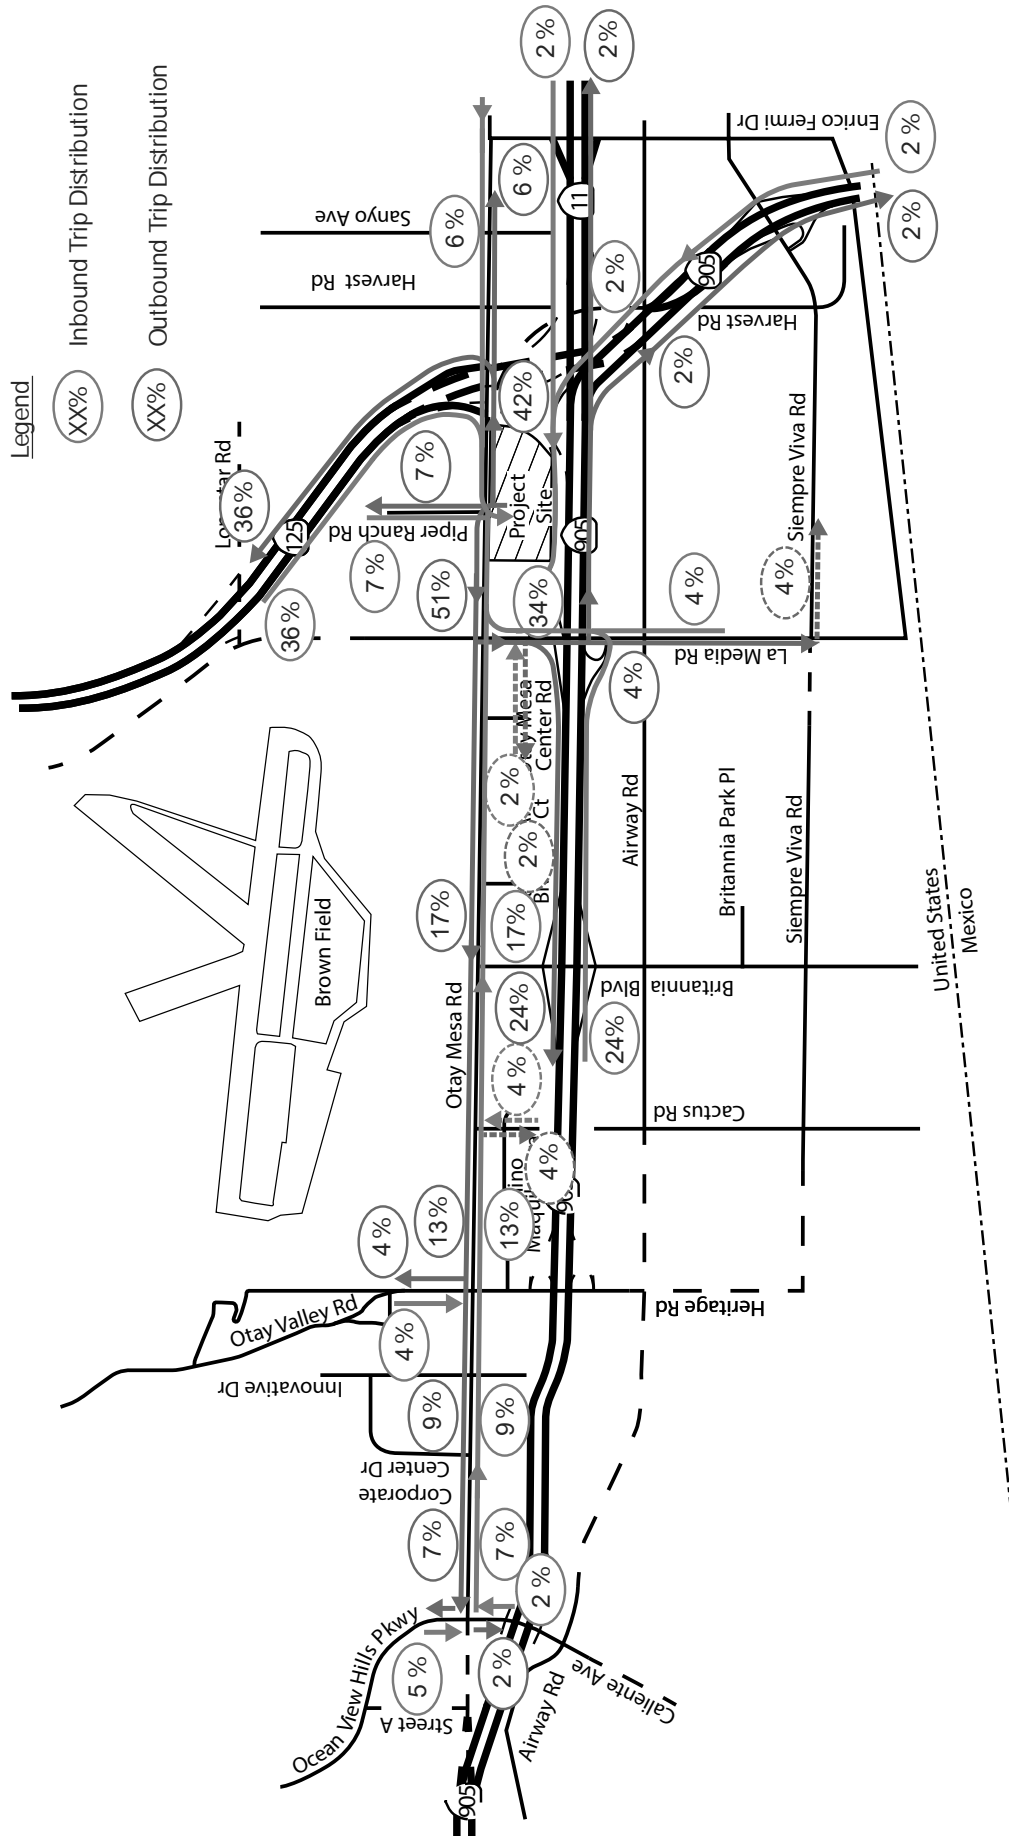 Legend
XX%
Inbound Trip Distribution
XX%
Outbound Trip Distribution
2 %
2 %
Enrico Fermi Dr
2 %
2 %
Sanyo Ave
6 %
6 %
11
Harvest Rd
2 %
905
Harvest Rd
2 %
42%
7 %
36 %
125
Piper Ranch Rd
Project
Site
905
7 %
51%
34%
36 %
4 %
4 %
Siempre Viva Rd
La Media Rd
4 %
Center Rd
2 %
2%
Ct
Airway Rd
Britannia Park Pl
Siempre Viva Rd
17%
17%
Brown Field
Otay Mesa Rd
Britannia Blvd
United States
Mexico
24%
24%
4 %
Cactus Rd
4%
4 %
13%
13%
Heritage Rd
Otay Valley Rd
4 %
Innovative Dr
9%
9%
Corporate
Center Dr
7 %
7 %
2 %
Ocean View Hills Pkwy
5 %
2 %
Street A
Airway Rd
Caliente Ave
905